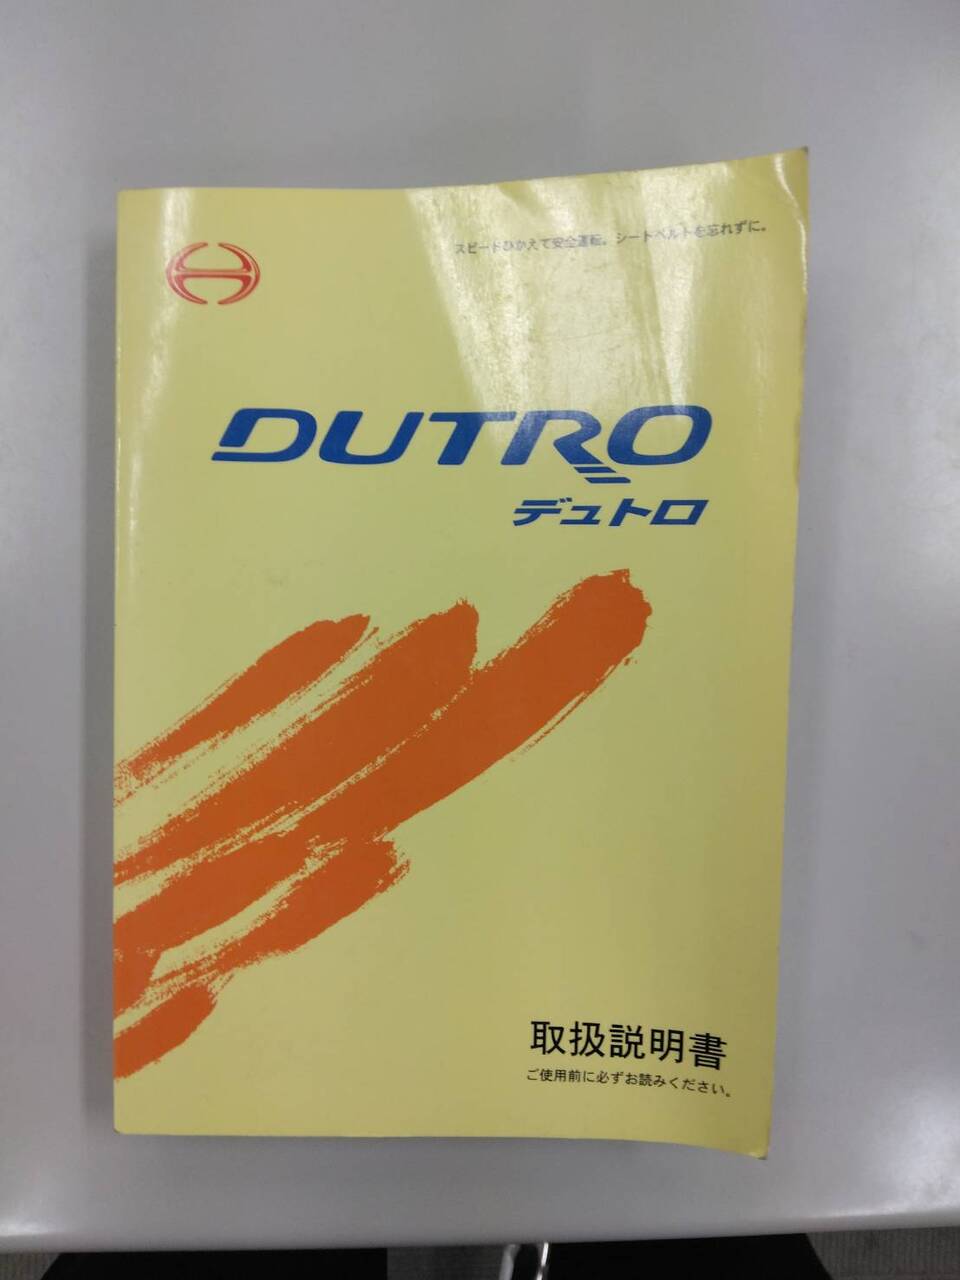 スピードひかえて安全運転。シートベルトを忘れずに。
DUTRO
デュトロ
取扱説明書
ご使用前に必ずお読みください。